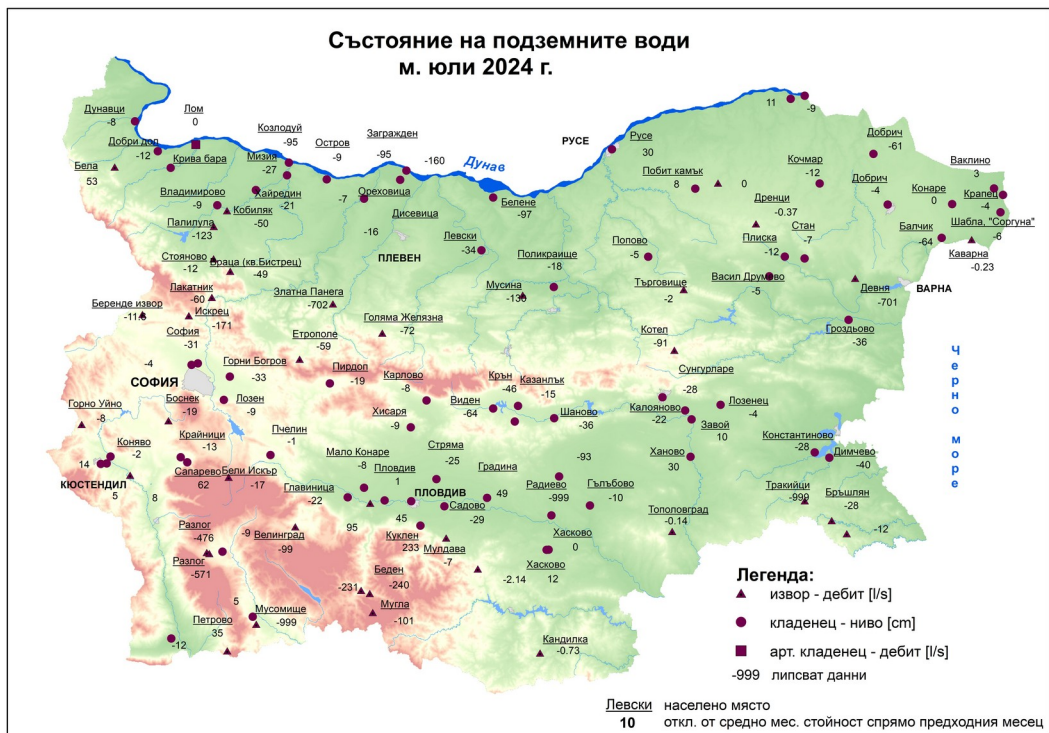 Състояние на подземните води
м. юли 2024 г.
Дунавци
-8
Лом
0
Козлодуй
-95
Остров
-9
Загражден
-95
-160
Дунав
РУСЕ
Русе
30
11
-9
Добрич
-61
Добри дол
-12
Крива бара
Мизия
-27
Бела
53
Владимирово
-9
Хайредин
-21
-7
Ореховица
Дисевица
-16
Белене
-97
Побит камък
8
0
Кочмар
-12
Добрич
-4
Ваклино
3
Конаре
0
Крапец
-4
Кобиляк
-50
Палилула
-123
Левски
-34
Дренци
-0.37
Стан
-7
Балчик
-64
Шабла, "Соргуна"
-6
Каварна
-0.23
Стояново
-12
Враца (кв.Бистрец)
-49
ПЛЕВЕН
Поликраище
-18
Попово
-5
Плиска
-12
Лакатник
-60
Златна Панега
-702
Мусина
-130
Търговище
-2
Васил Друмево
-5
Девня
-701
ВАРНА
Беренде извор
-11.3
Искрец
-171
Голяма Желязна
-72
Котел
-91
Гроздьово
-36
Черно море
София
-31
Етрополе
-59
-4
Горни Богров
-33
Пирдоп
-19
Карлово
-8
Крън
-46
Казанлък
-15
Сунгурларе
-28
СОФИЯ
Боснек
-19
Лозен
-9
Хисаря
-9
Виден
-64
Шаново
-36
Калояново
-22
Лозенец
-4
Горно Уйно
-8
Завой
10
Коняво
-2
Крайници
-13
Пчелин
-1
Стряма
-25
Константиново
-28
14
Мало Конаре
-8
-93
Ханово
30
Димчево
-40
КЮСТЕНДИЛ
5
Сапарево
62
Бели Искър
-17
Пловдив
1
Градина
49
Радиево
-999
Гълъбово
-10
Тракийци
-999
8
Главиница
-22
ПЛОВДИВ
Садово
-29
Бръшлян
-28
Разлог
-476
-9
Велинград
-99
95
45
Куклен
233
Мулдава
-7
Хасково
0
Тополовград
-0.14
-12
Разлог
-571
Хасково
12
Беден
-240
-231
-2.14
5
Мусомище
-999
Мугла
-101
Петрово
35
-12
Кандилка
-0.73
Легенда:
извор - дебит [l/s]
кладенец - ниво [cm]
арт. кладенец - дебит [l/s]
-999 липсват данни
Левски населено място
10 откл. от средно мес. стойност спрямо предходния месец